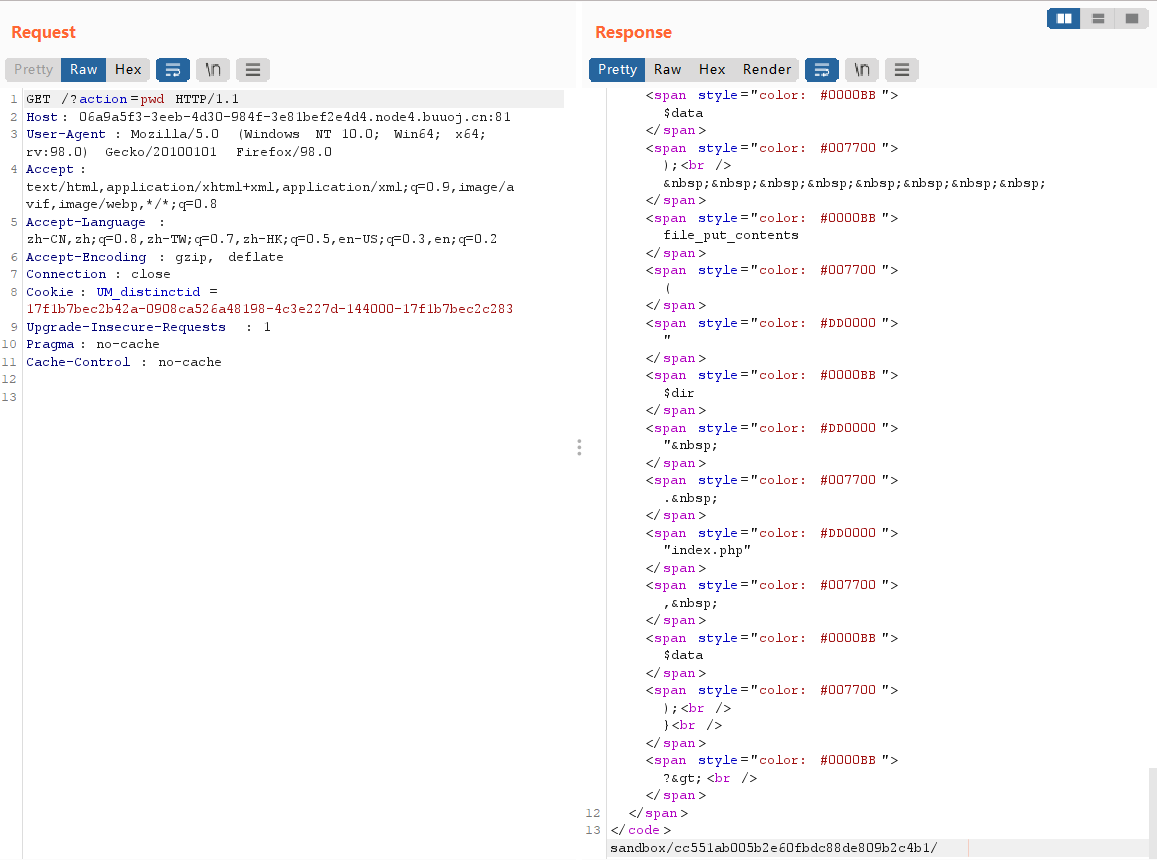 Request
Response
Pretty Raw Hex \n
Pretty Raw Hex Render \n
1 GET /?action=pwd HTTP/1.1
2 Host: 06a9a5f3-3eeb-4d30-984f-3e81bef2e4d4.node4.buuoj.cn:81
3 User-Agent : Mozilla/5.0 (Windows NT 10.0; Win64; x64;
rv:98.0) Gecko/20100101 Firefox/98.0
4 Accept :
text/html,application/xhtml+xml,application/xml;q=0.9,image/a
vif,image/webp,*/*;q=0.8
5 Accept-Language :
zh-CN,zh;q=0.8,zh-TW;q=0.7,zh-HK;q=0.5,en-US;q=0.3,en;q=0.2
6 Accept-Encoding : gzip, deflate
7 Connection : close
8 Cookie : UM_distinctid =
17f1b7bec2b42a-0908ca526a48198-4c3e227d-144000-17f1b7bec2c283
9 Upgrade-Insecure-Requests : 1
10 Pragma : no-cache
11 Cache-Control : no-cache
12
13
<span style="color: #0000BB ">
$data
</span>
<span style="color: #007700 ">
);<br />
&nbsp;&nbsp;&nbsp;&nbsp;&nbsp;&nbsp;&nbsp;&nbsp;
</span>
<span style="color: #0000BB ">
file_put_contents
</span>
<span style="color: #007700 ">
(
</span>
<span style="color: #DD0000 ">
"
</span>
<span style="color: #0000BB ">
$dir
</span>
<span style="color: #DD0000 ">
"&nbsp;
</span>
<span style="color: #007700 ">
.&nbsp;
</span>
<span style="color: #DD0000 ">
"index.php"
</span>
<span style="color: #007700 ">
,&nbsp;
</span>
<span style="color: #0000BB ">
$data
</span>
<span style="color: #007700 ">
);<br />
}<br />
</span>
<span style="color: #0000BB ">
?&gt;<br />
</span>
12 </span>
13 </code>
sandbox/cc551ab005b2e60fbdc88de809b2c4b1/